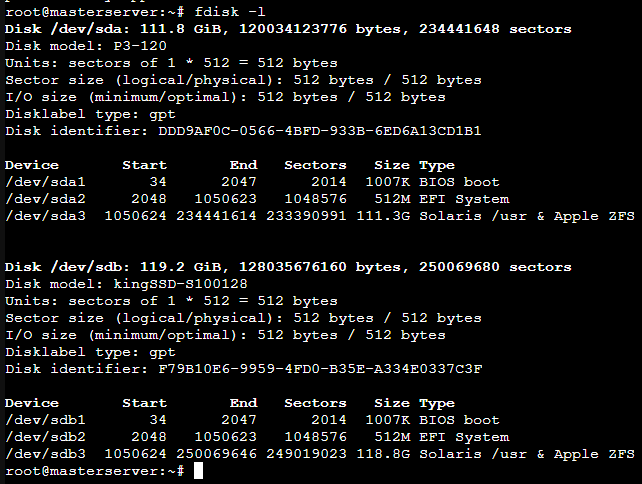 root@masterserver:~# fdisk -l
Disk /dev/sda: 111.8 GiB, 120034123776 bytes, 234441648 sectors
Disk model: P3-120
Units: sectors of 1 * 512 = 512 bytes
Sector size (logical/physical): 512 bytes / 512 bytes
I/O size (minimum/optimal): 512 bytes / 512 bytes
Disklabel type: gpt
Disk identifier: DDD9AF0C-0566-4BFD-933B-6ED6A13CD1B1
Device Start End Sectors Size Type
/dev/sda1 34 2047 2014 1007K BIOS boot
/dev/sda2 2048 1050623 1048576 512M EFI System
/dev/sda3 1050624 234441614 233390991 111.3G Solaris /usr & Apple ZFS
Disk /dev/sdb: 119.2 GiB, 128035676160 bytes, 250069680 sectors
Disk model: kingSSD-S100128
Units: sectors of 1 * 512 = 512 bytes
Sector size (logical/physical): 512 bytes / 512 bytes
I/O size (minimum/optimal): 512 bytes / 512 bytes
Disklabel type: gpt
Disk identifier: F79B10E6-9959-4FD0-B35E-A334E0337C3F
Device Start End Sectors Size Type
/dev/sdb1 34 2047 2014 1007K BIOS boot
/dev/sdb2 2048 1050623 1048576 512M EFI System
/dev/sdb3 1050624 250069646 249019023 118.8G Solaris /usr & Apple ZFS
root@masterserver:~#